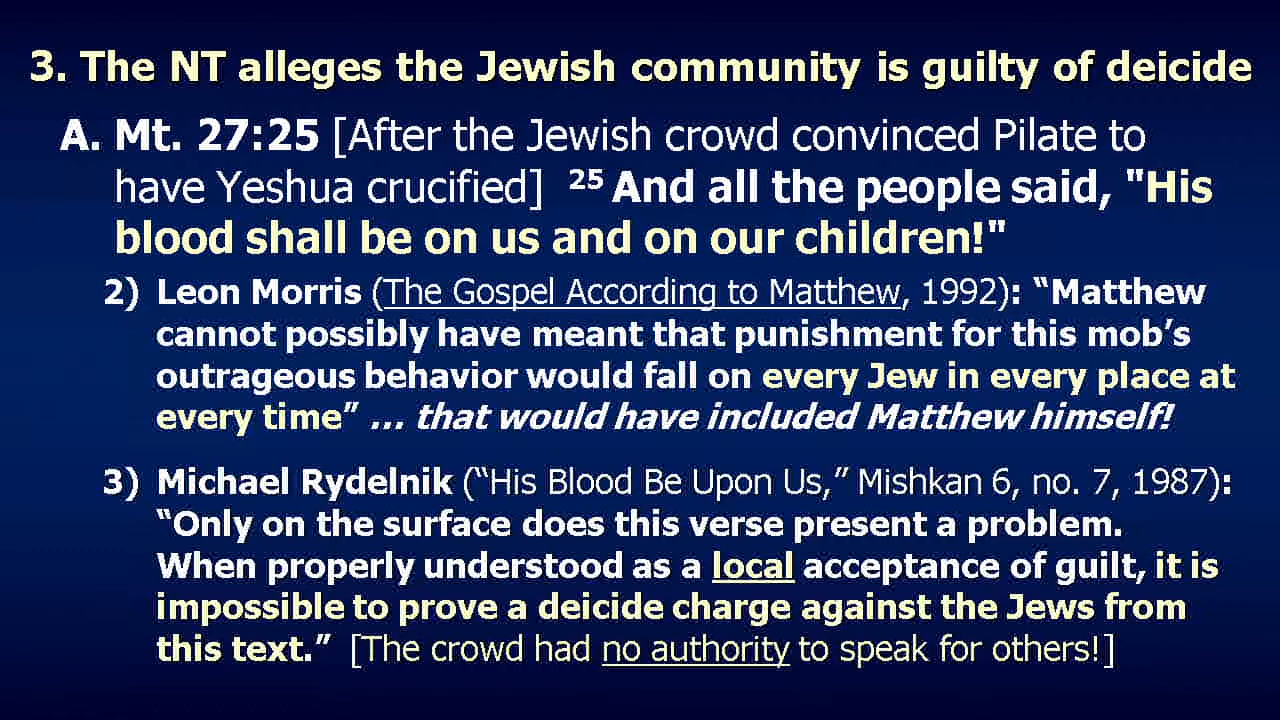 3. The NT alleges the Jewish community is guilty of deicide
A. Mt. 27:25 [After the Jewish crowd convinced Pilate to
have Yeshua crucified] ²⁵ And all the people said, "His
blood shall be on us and on our children!"
2) Leon Morris (The Gospel According to Matthew, 1992): “Matthew
cannot possibly have meant that punishment for this mob’s
outrageous behavior would fall on every Jew in every place at
every time” … that would have included Matthew himself!
3) Michael Rydelnik (“His Blood Be Upon Us,” Mishkan 6, no. 7, 1987):
“Only on the surface does this verse present a problem.
When properly understood as a local acceptance of guilt, it is
impossible to prove a deicide charge against the Jews from
this text.” [The crowd had no authority to speak for others!]